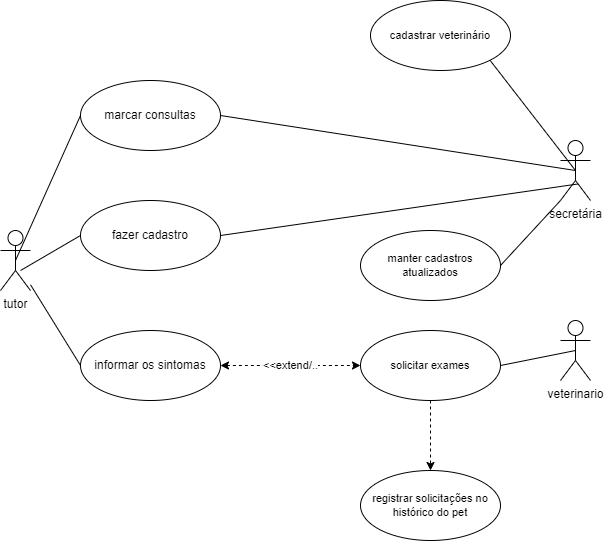 cadastrar veterinário
marcar consultas
secretária
fazer cadastro
manter cadastros
atualizados
tutor
informar os sintomas
<<extend/..
solicitar exames
veterinario
registrar solicitações no
histórico do pet